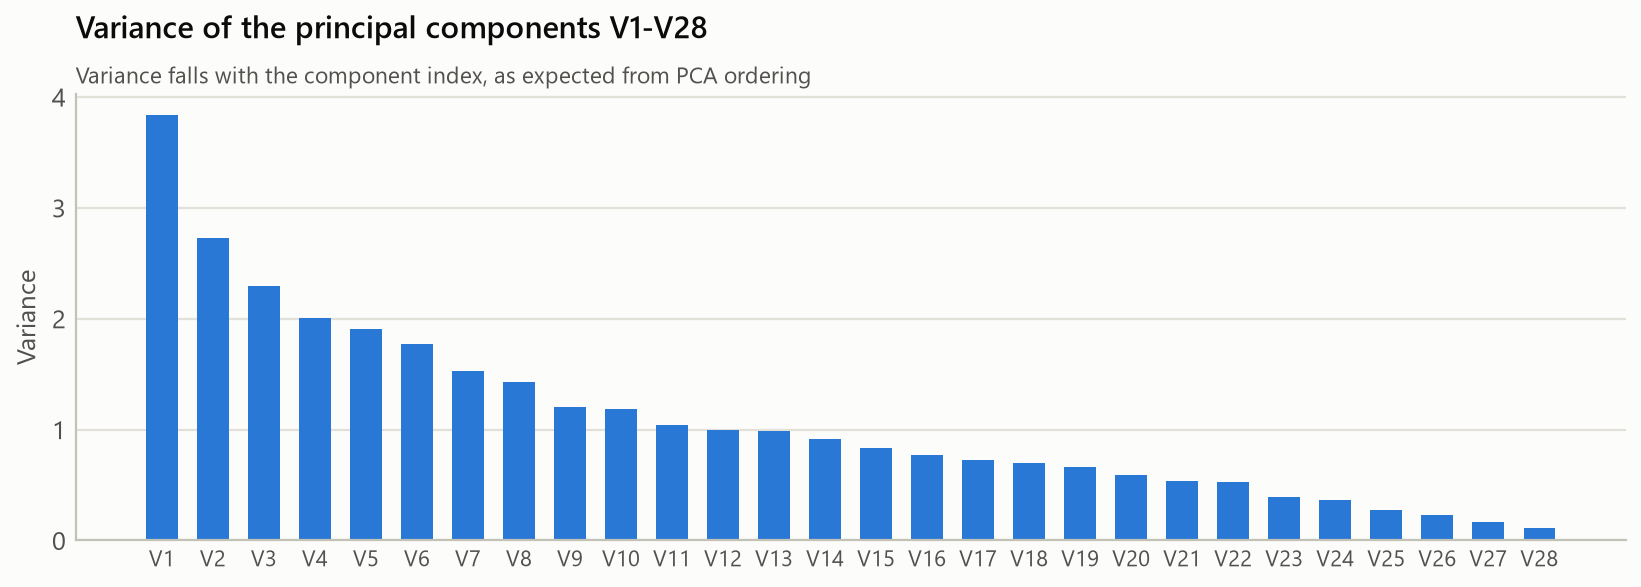 Variance of the principal components V1-V28
Variance falls with the component index, as expected from PCA ordering
4
3
2
1
0
Variance
V1 V2 V3 V4 V5 V6 V7 V8 V9 V10 V11 V12 V13 V14 V15 V16 V17 V18 V19 V20 V21 V22 V23 V24 V25 V26 V27 V28